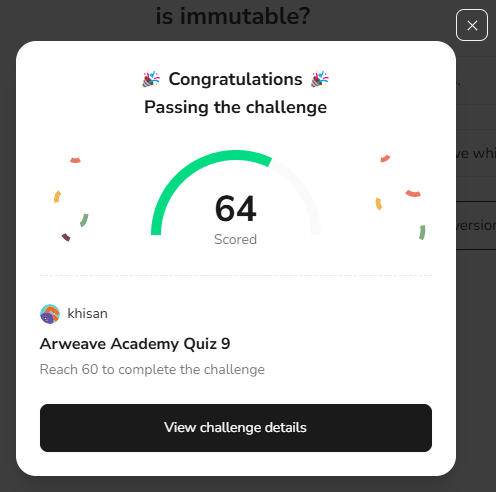 is immutable?
Congratulations
Passing the challenge
64
Scored
khisan
Arweave Academy Quiz 9
Reach 60 to complete the challenge
View challenge details